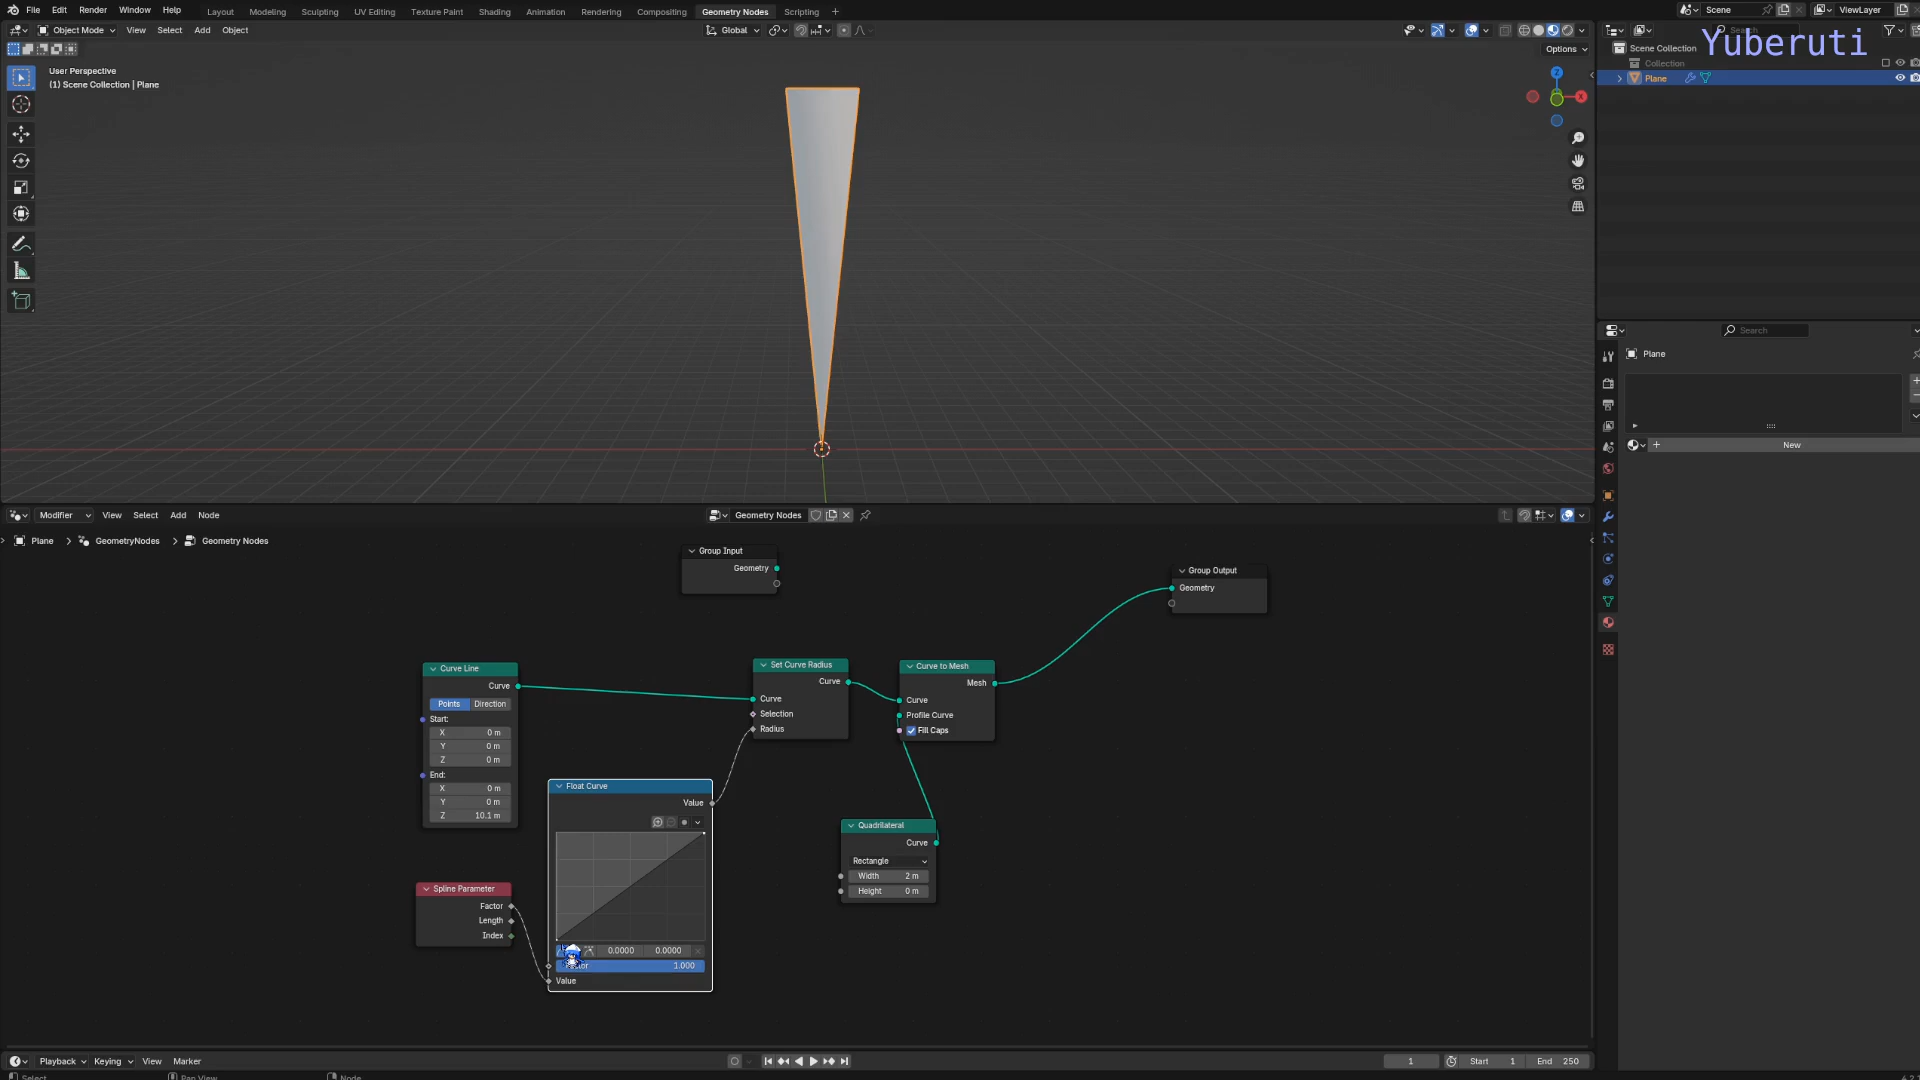 File Edit Render Window Help Layout Modeling Sculpting UV Editing Texture Paint Shading Animation Rendering Compositing Geometry Nodes Scripting + Scene ViewLayer
Object Mode View Select Add Object Global
Yuberuti
Options
Scene Collection
Collection
Plane
User Perspective
(1) Scene Collection | Plane
Z
X
Search
Plane
New
Modifier View Select Add Node Geometry Nodes
Plane > GeometryNodes > Geometry Nodes
Group Input
Geometry
Group Output
Geometry
Curve Line
Curve
Points Direction
Start:
X 0 m
Y 0 m
Z 0 m
End:
X 0 m
Y 0 m
Z 10.1 m
Set Curve Radius
Curve
Curve
Selection
Radius
Curve to Mesh
Mesh
Curve
Profile Curve
Fill Caps
Float Curve
Value
0.0000 0.0000
1.000
Value
Quadrilateral
Curve
Rectangle
Width 2 m
Height 0 m
Spline Parameter
Factor
Length
Index
Playback Keying View Marker 1 Start 1 End 250
Select Pan View Node